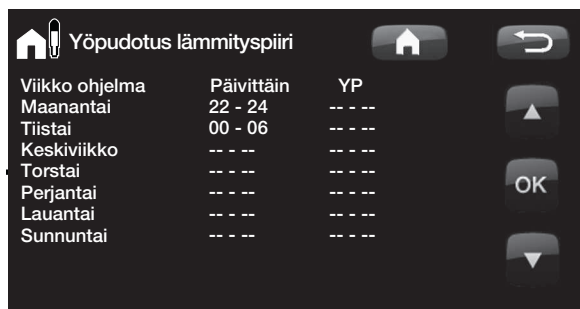 Yöpudotus lämmityspiiri
Viikko ohjelma Päivittäin YP
Maanantai 22 - 24 -- - --
Tiistai 00 - 06 -- - --
Keskiviikko -- - -- -- - --
Torstai -- - -- -- - --
Perjantai -- - -- -- - --
Lauantai -- - -- -- - --
Sunnuntai -- - -- -- - --
OK